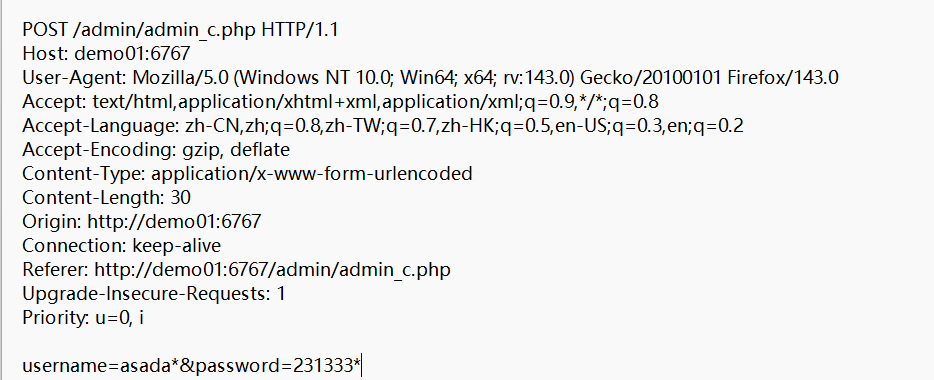 POST /admin/admin_c.php HTTP/1.1
Host: demo01:6767
User-Agent: Mozilla/5.0 (Windows NT 10.0; Win64; x64; rv:143.0) Gecko/20100101 Firefox/143.0
Accept: text/html,application/xhtml+xml,application/xml;q=0.9,*/*;q=0.8
Accept-Language: zh-CN,zh;q=0.8,zh-TW;q=0.7,zh-HK;q=0.5,en-US;q=0.3,en;q=0.2
Accept-Encoding: gzip, deflate
Content-Type: application/x-www-form-urlencoded
Content-Length: 30
Origin: http://demo01:6767
Connection: keep-alive
Referer: http://demo01:6767/admin/admin_c.php
Upgrade-Insecure-Requests: 1
Priority: u=0, i
username=asada*&password=231333*